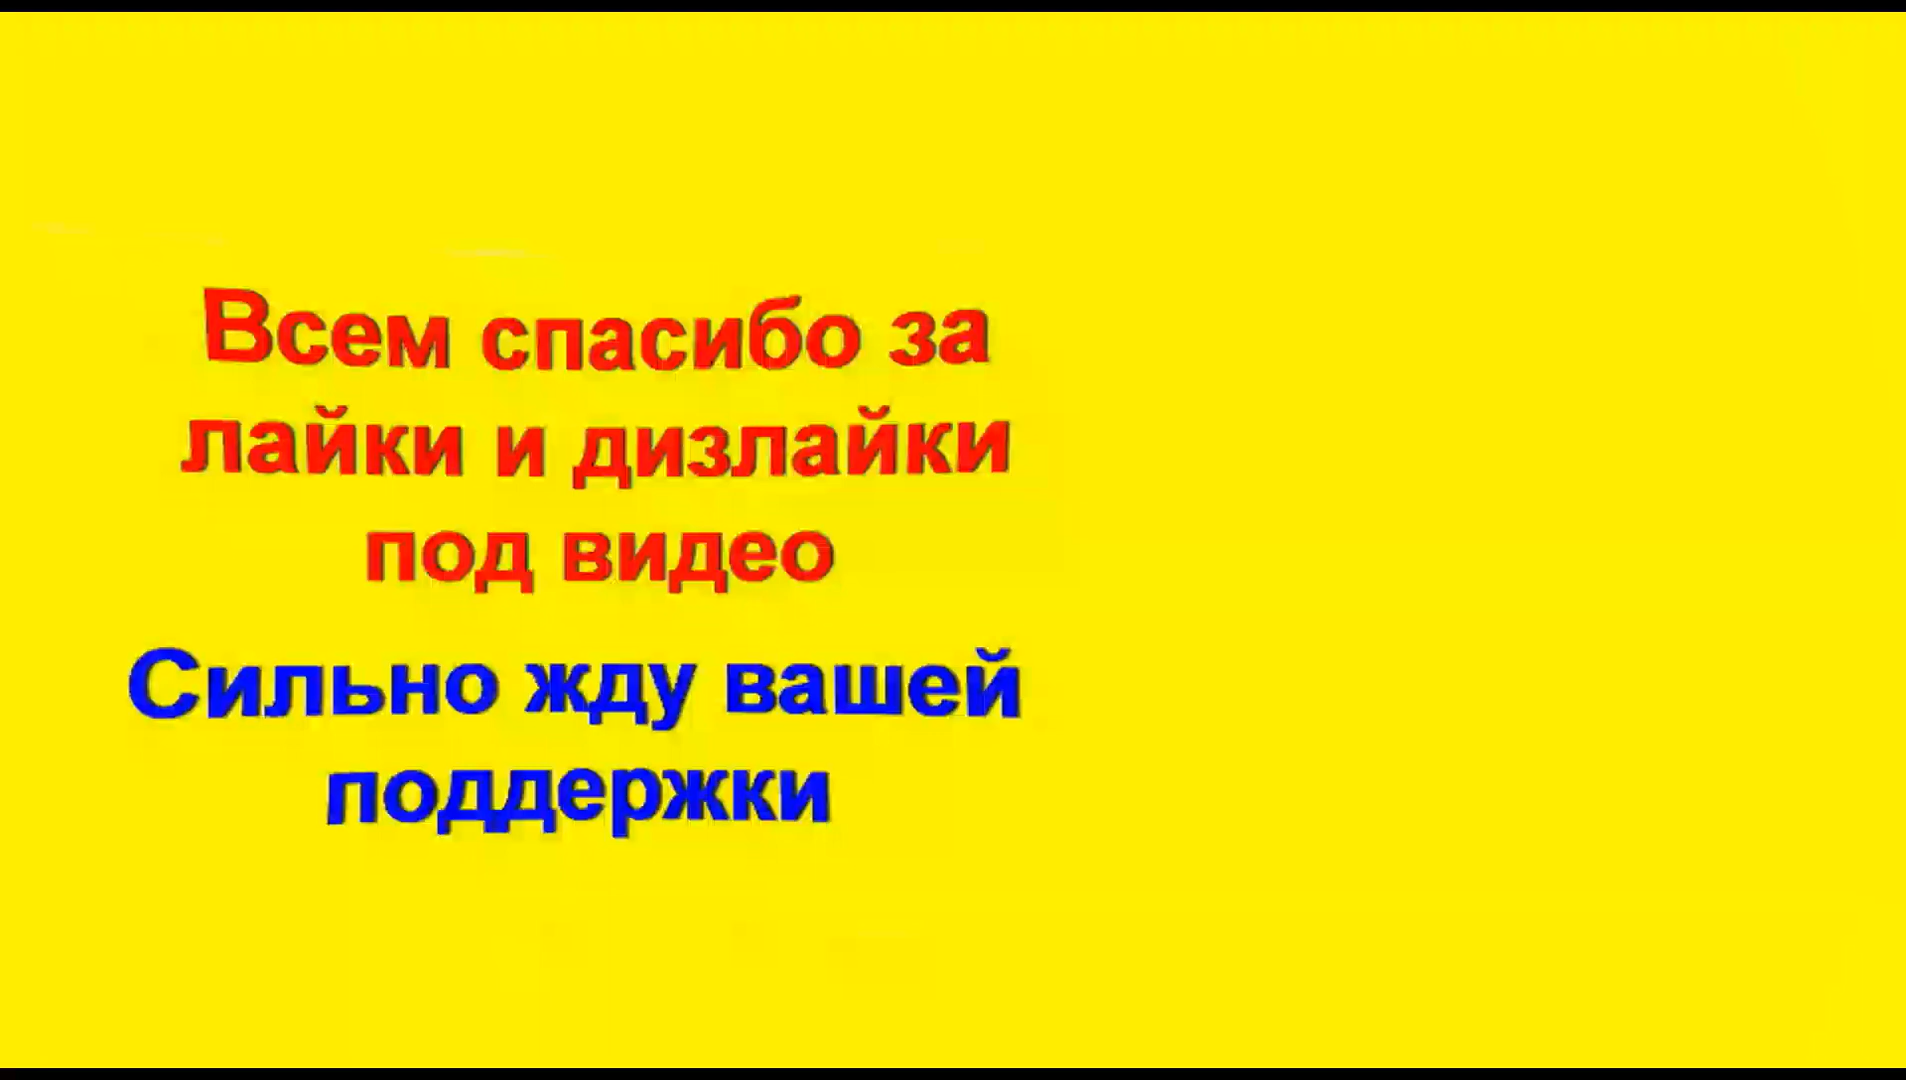 Всем спасибо за
лайки и дизлайки
под видео
Сильно жду вашей
поддержки